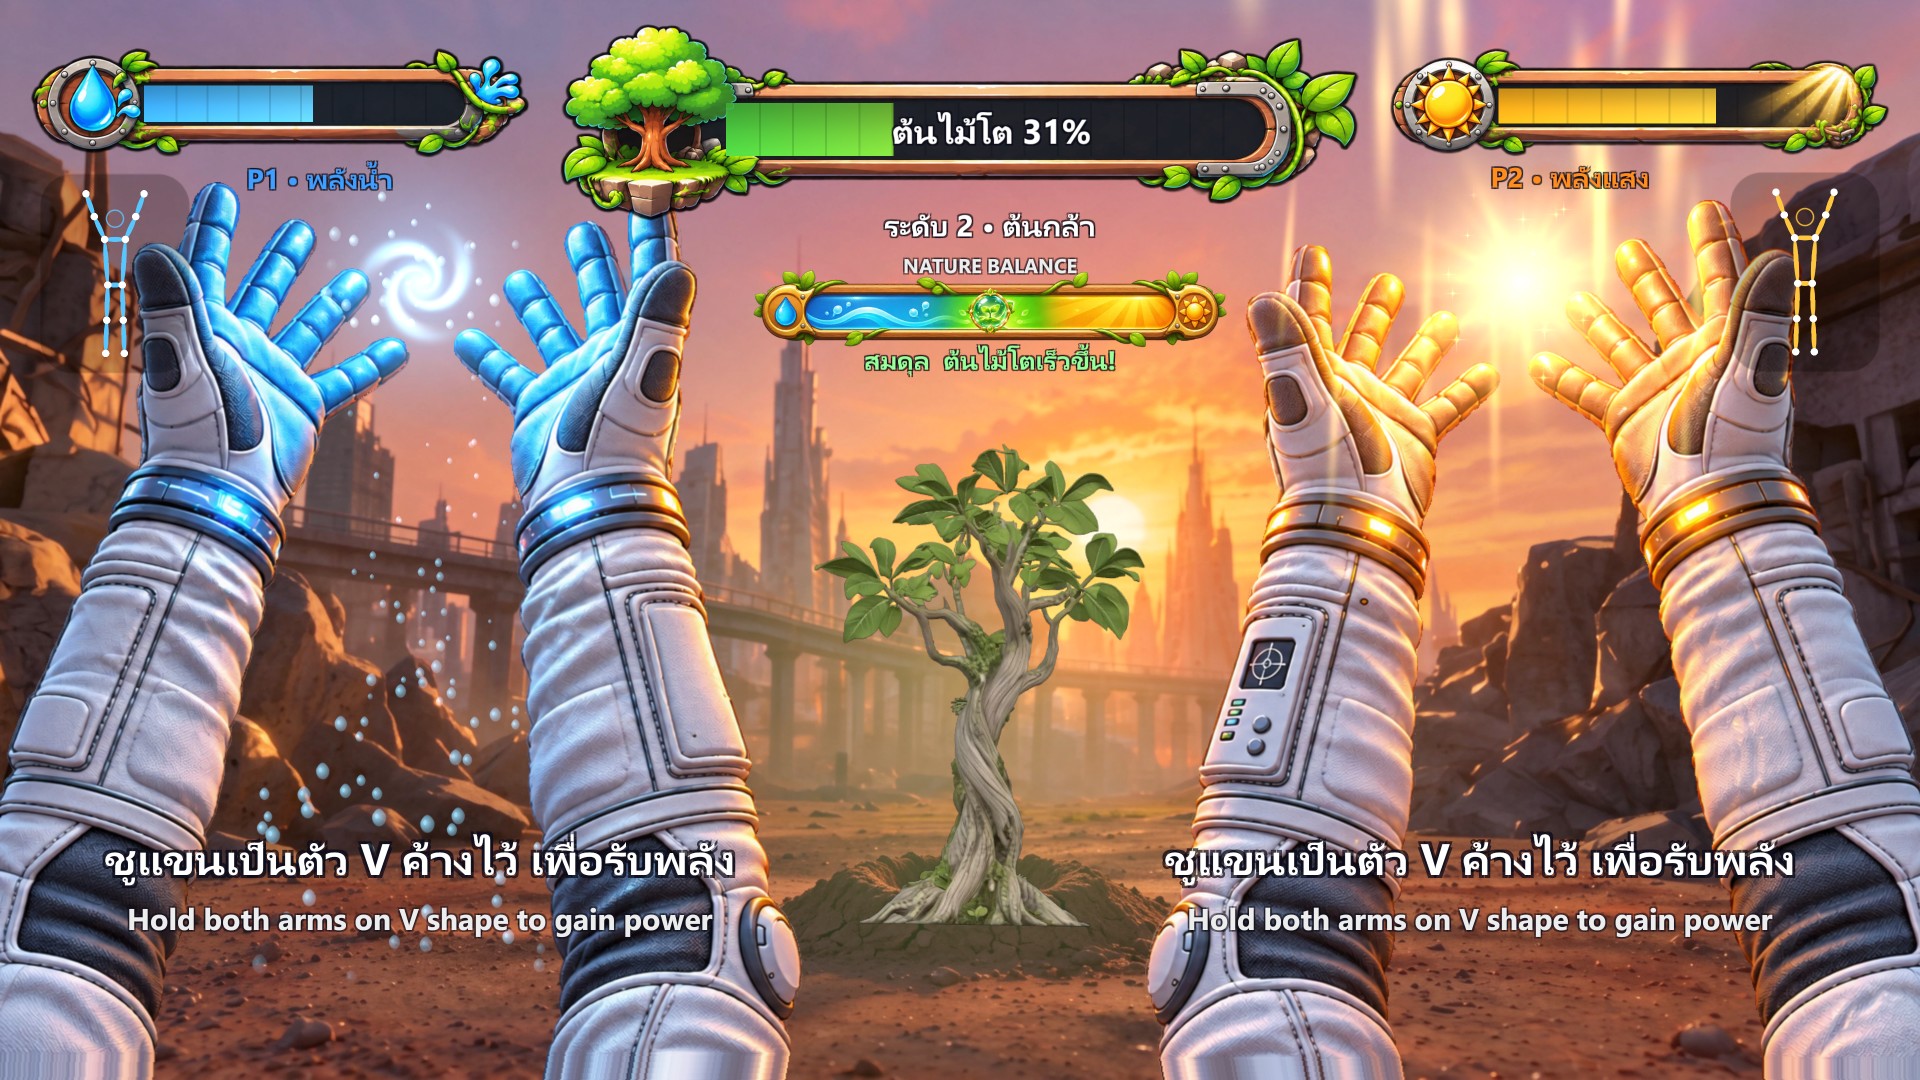 ต้นไม้โต 31%
P1 • พลังน้ำ
P2 • พลังแสง
ระดับ 2 • ต้นกล้า
NATURE BALANCE
สมดุล ต้นไม้โตเร็วขึ้น!
ชูแขนเป็นตัว V ค้างไว้ เพื่อรับพลัง
Hold both arms on V shape to gain power
ชูแขนเป็นตัว V ค้างไว้ เพื่อรับพลัง
Hold both arms on V shape to gain power